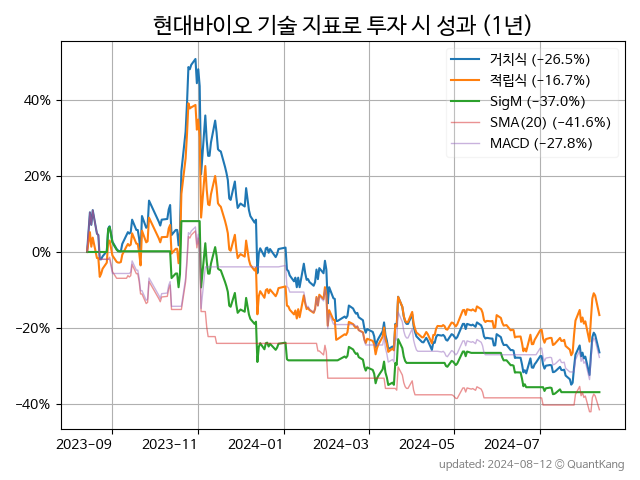 현대바이오 기술 지표로 투자 시 성과 (1년)
거치식 (−26.5%)
적립식 (−16.7%)
SigM (−37.0%)
SMA(20) (−41.6%)
MACD (−27.8%)
40%
20%
0%
−20%
−40%
2023-09 2023-11 2024-01 2024-03 2024-05 2024-07
updated: 2024-08-12 © QuantKang